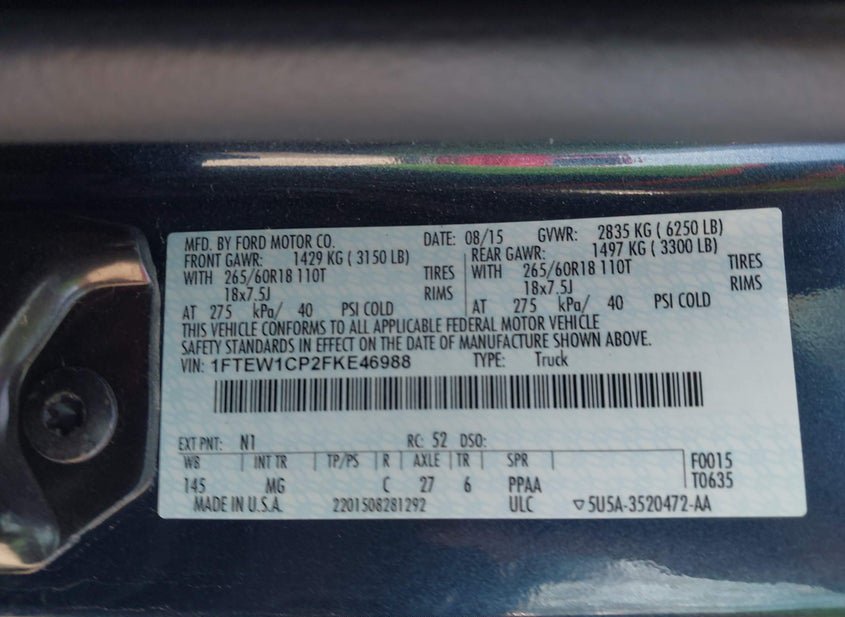 MFD. BY FORD MOTOR CO. DATE: 08/15 GVWR: 2835 KG ( 6250 LB)
FRONT GAWR: 1429 KG ( 3150 LB) REAR GAWR: 1497 KG ( 3300 LB)
WITH 265/60R18 110T TIRES WITH 265/60R18 110T TIRES
18x7.5J RIMS 18x7.5J RIMS
AT 275 kPa/ 40 PSI COLD AT 275 kPa/ 40 PSI COLD
THIS VEHICLE CONFORMS TO ALL APPLICABLE FEDERAL MOTOR VEHICLE
SAFETY STANDARDS IN EFFECT ON THE DATE OF MANUFACTURE SHOWN ABOVE.
VIN: 1FTEW1CP2FKE46988 TYPE: Truck
EXT PNT: N1 RC: 52 DSO:
WB INT TR TP/PS R AXLE TR SPR F0015
145 MG C 27 6 PPAA T0635
MADE IN U.S.A. 2201508281292 ULC ▽5U5A-3520472-AA